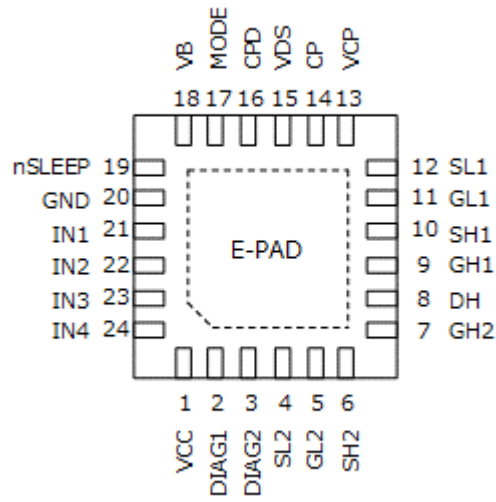 VB MODE CPD VDS CP VCP
18 17 16 15 14 13
nSLEEP 19 12 SL1
GND 20 11 GL1
IN1 21 10 SH1
E-PAD
IN2 22 9 GH1
IN3 23 8 DH
IN4 24 7 GH2
1 2 3 4 5 6
VCC DIAG1 DIAG2 SL2 GL2 SH2